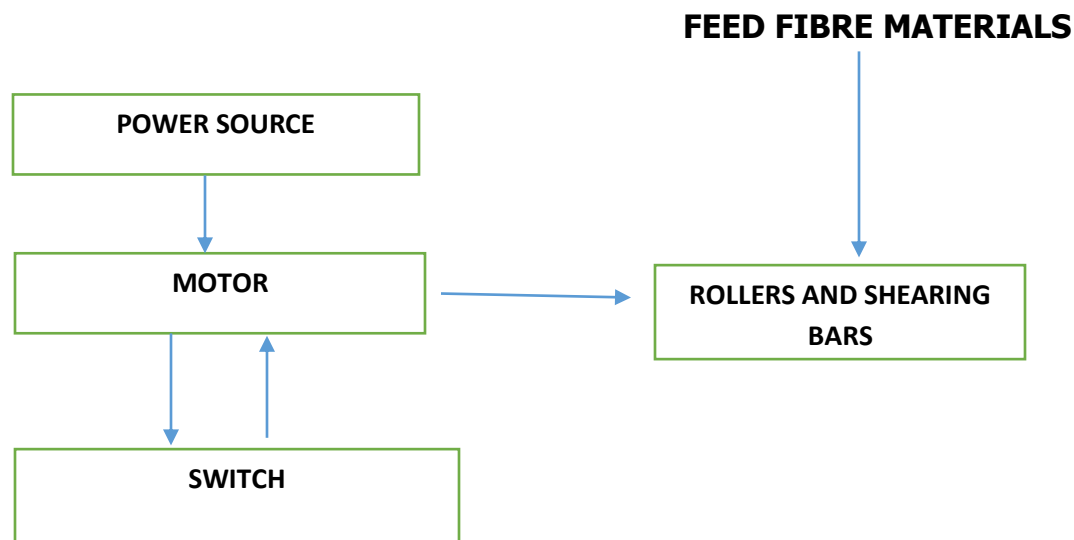 FEED FIBRE MATERIALS
POWER SOURCE
MOTOR
ROLLERS AND SHEARING
BARS
SWITCH